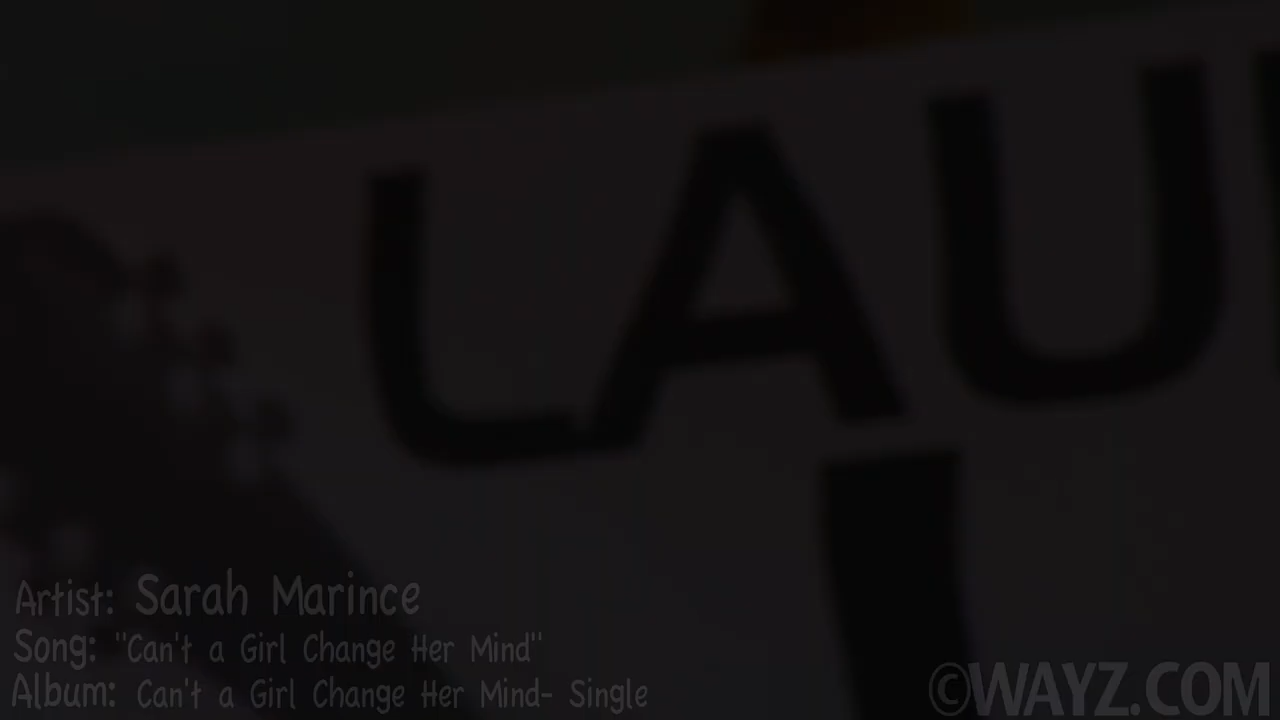 LAU
Artist: Sarah Marince
Song: "Can't a Girl Change Her Mind"
Album: Can't a Girl Change Her Mind- Single
©WAYZ.COM